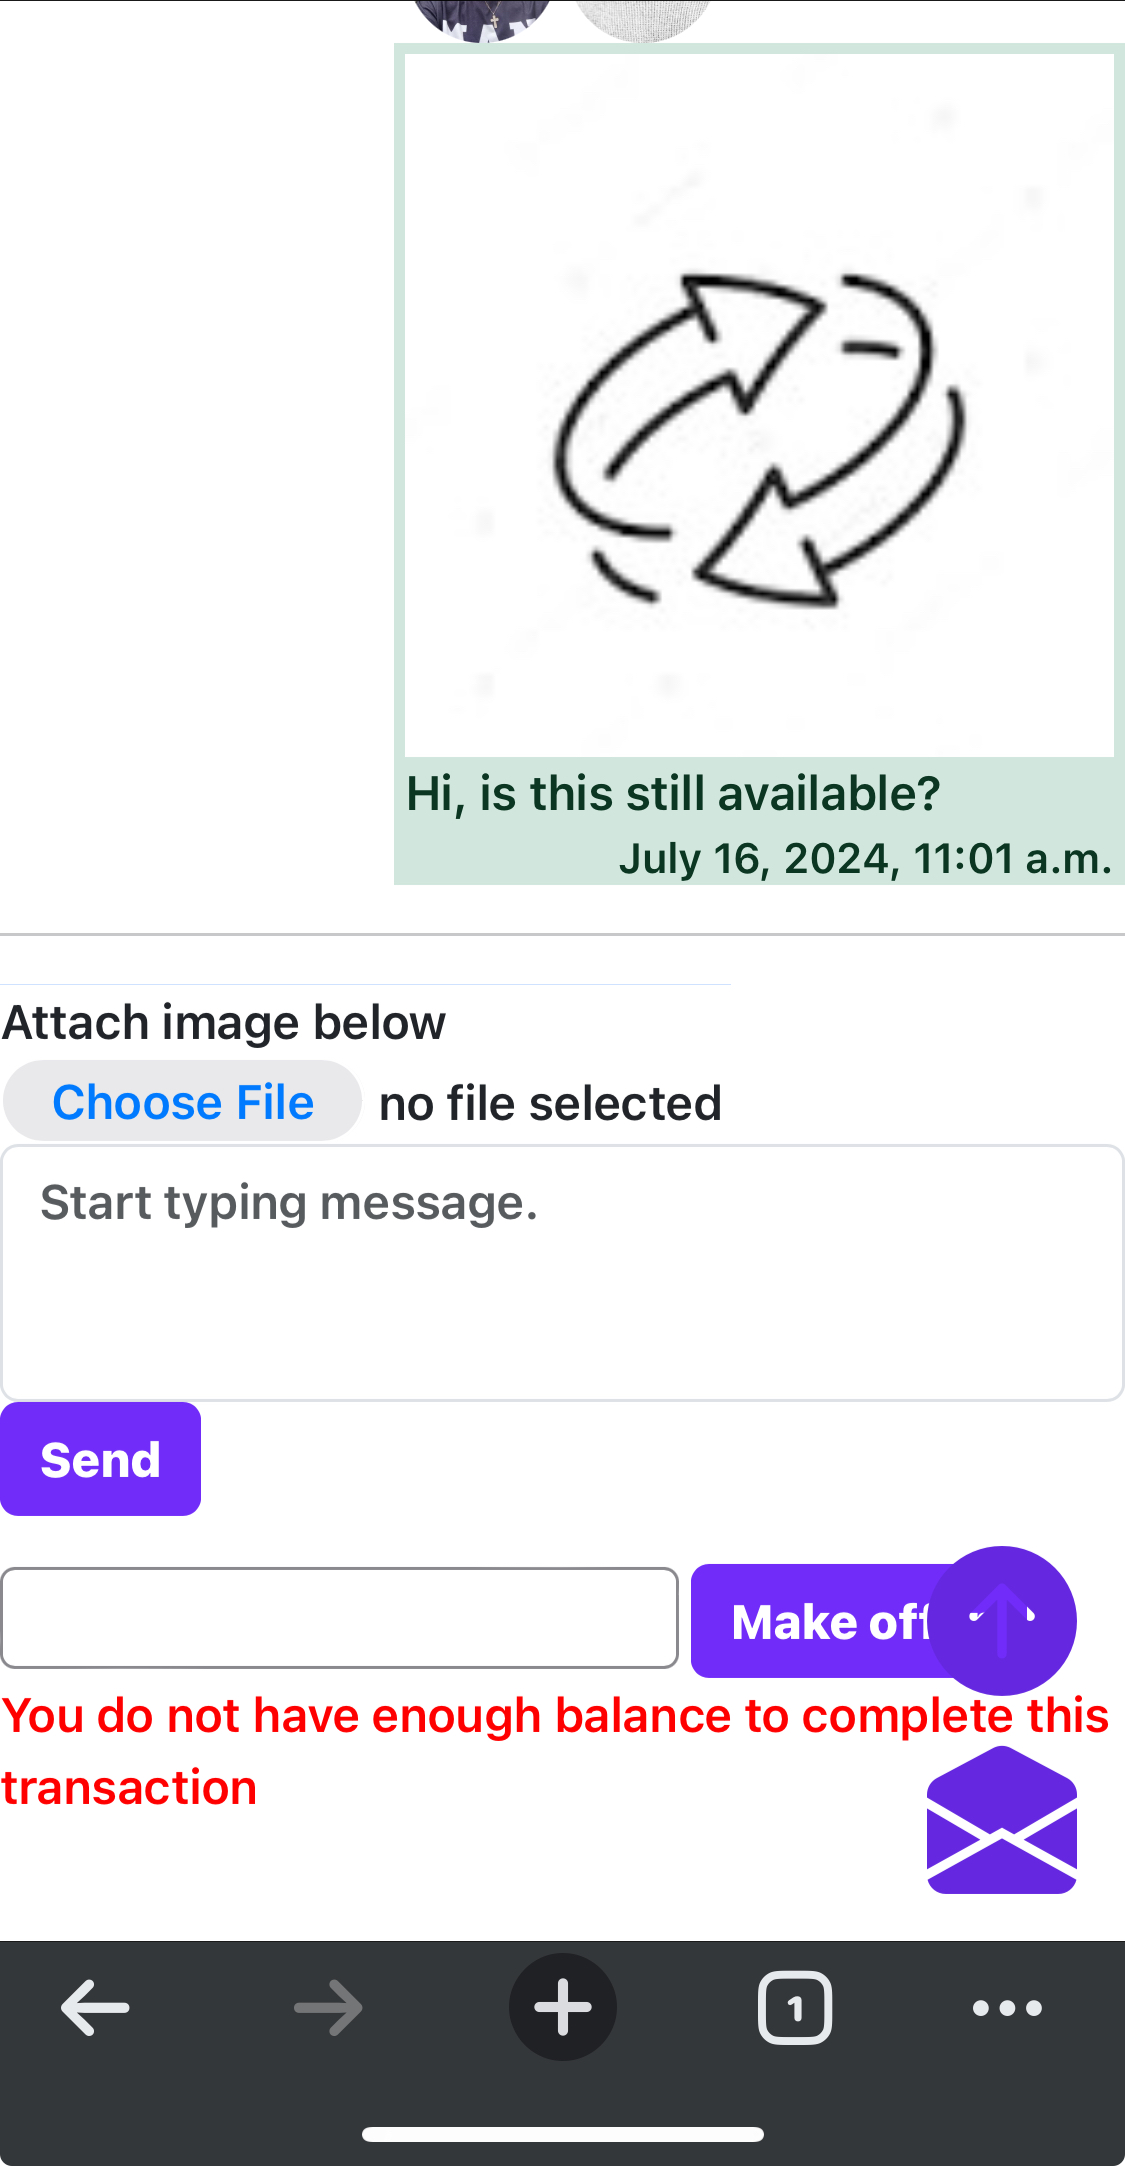 Hi, is this still available?
July 16, 2024, 11:01 a.m.
Attach image below
Choose File no file selected
Start typing message.
Send
Make off
You do not have enough balance to complete this
transaction
1